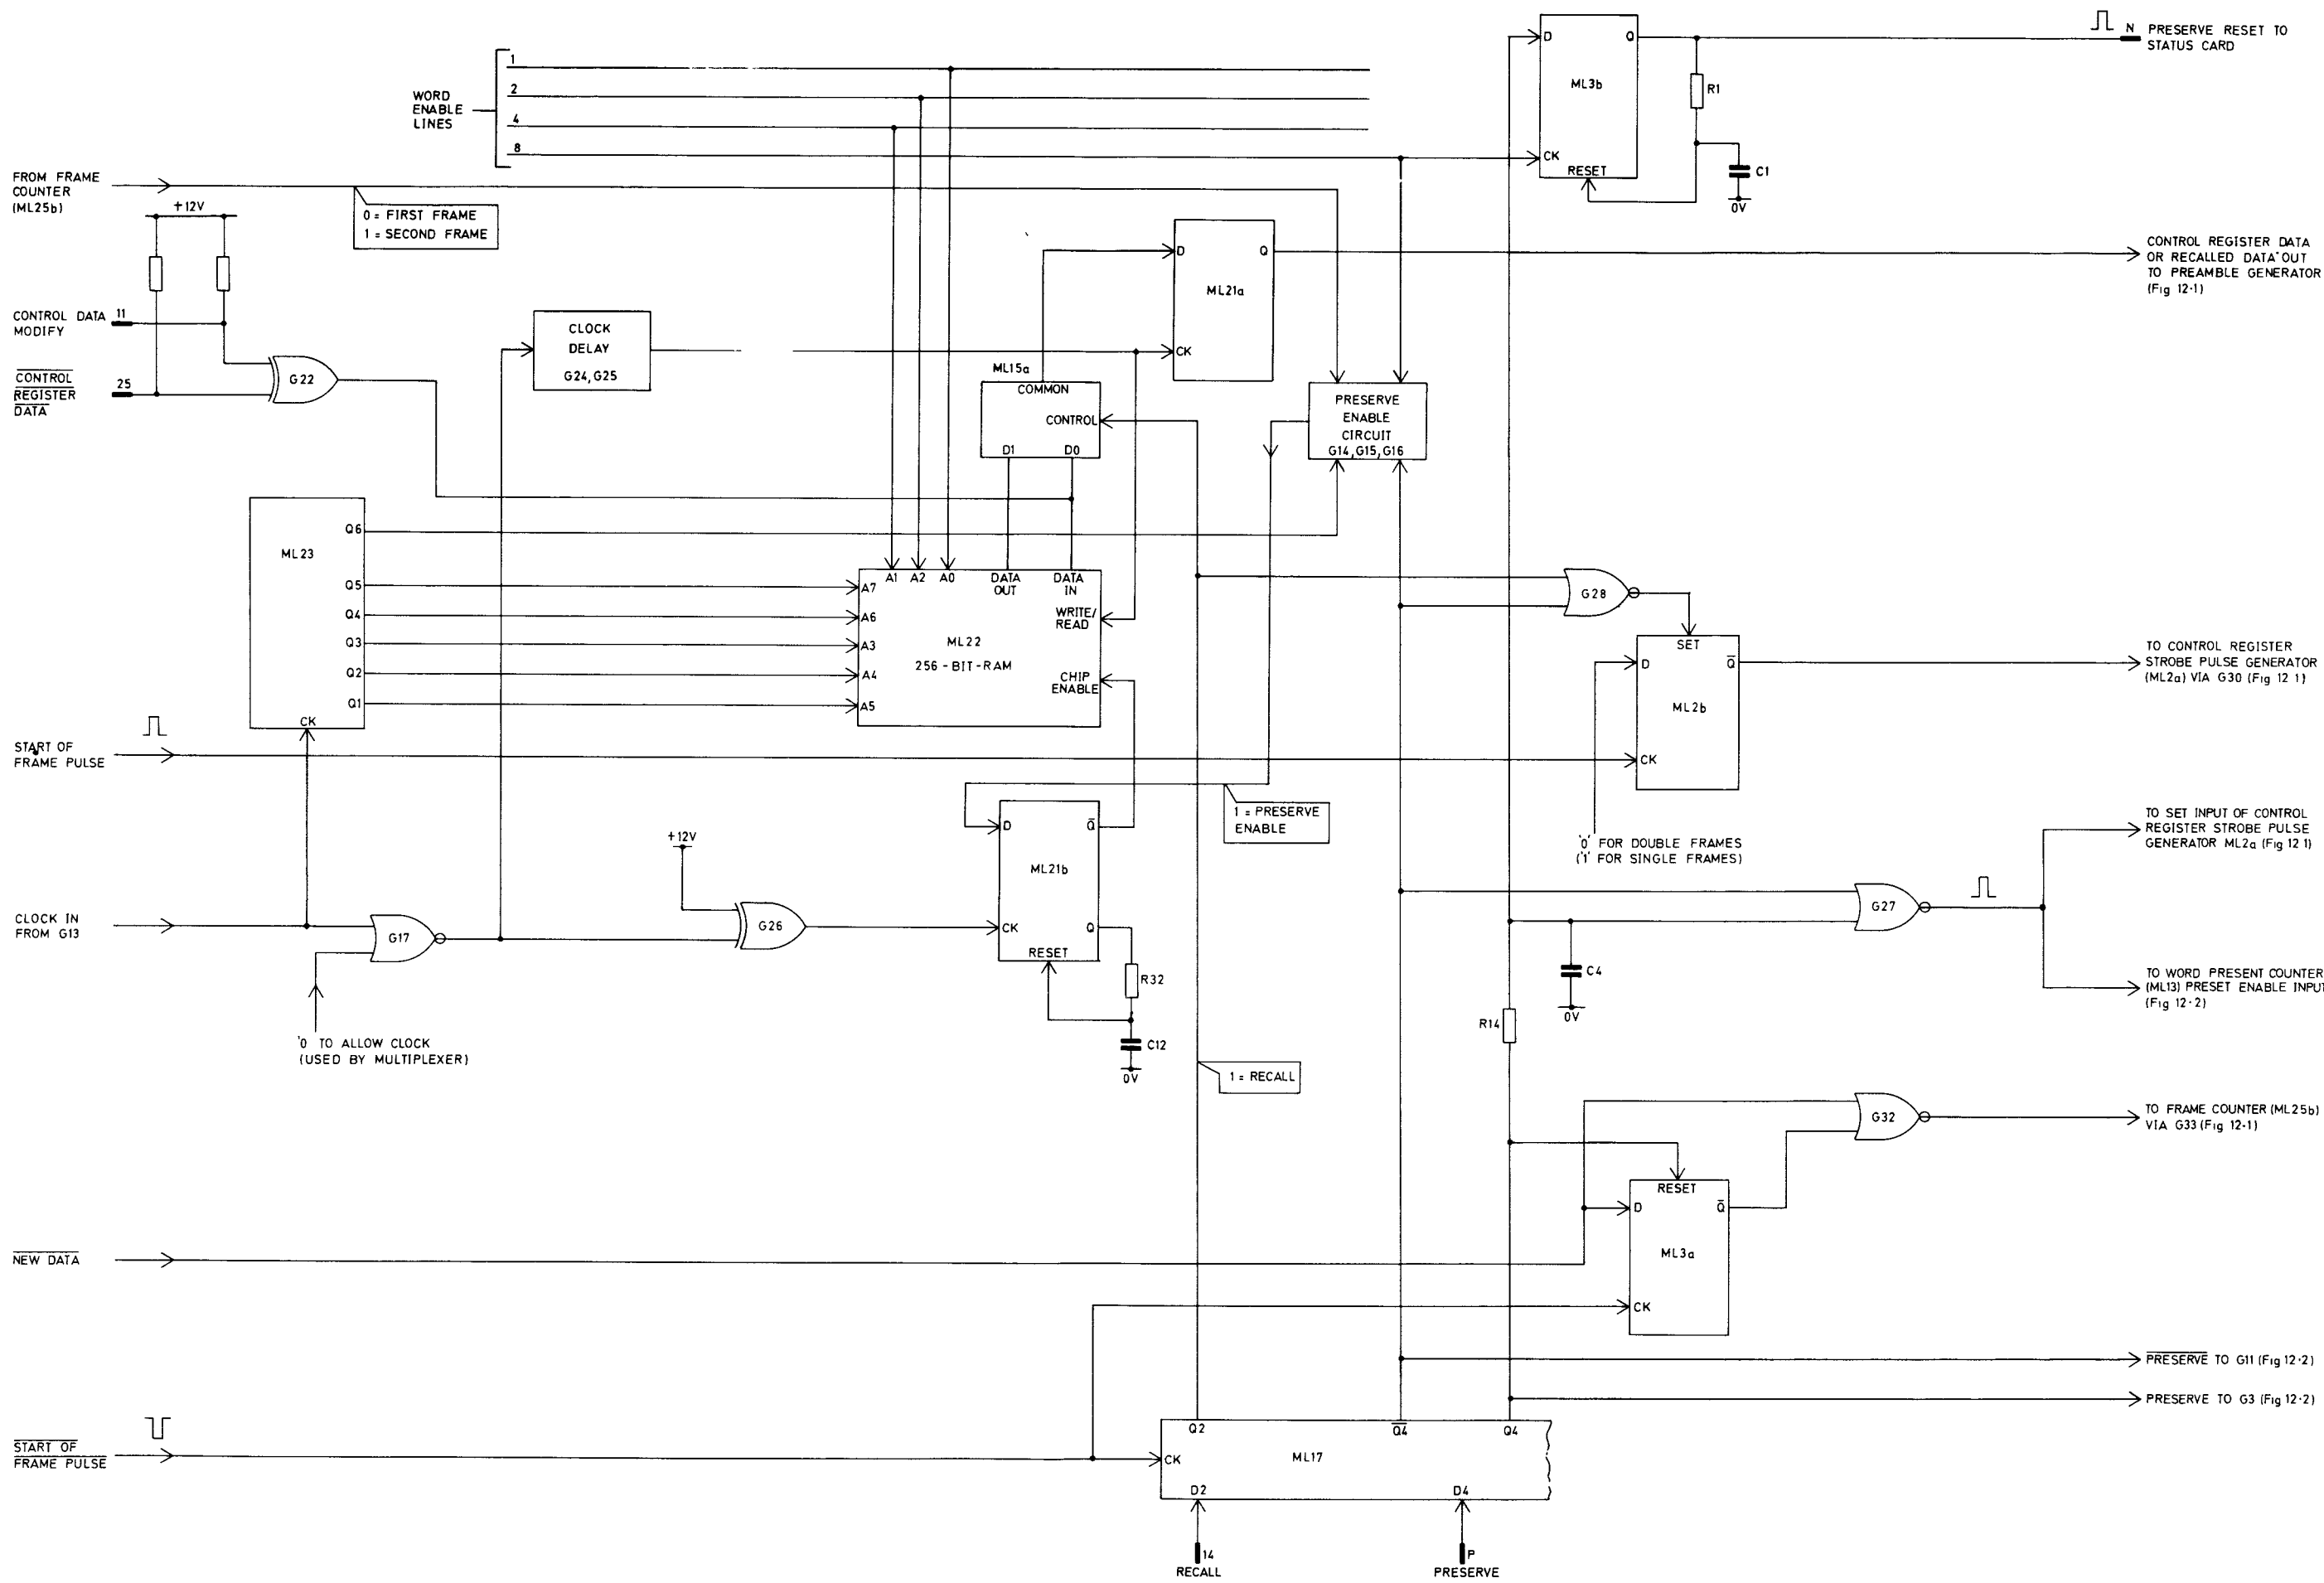 N PRESERVE RESET TO
STATUS CARD
D Q
ML3b
R1
CK
RESET
C1
0V
WORD
ENABLE
LINES
1
2
4
8
FROM FRAME
COUNTER
(ML25b)
0 = FIRST FRAME
1 = SECOND FRAME
+12V
CONTROL DATA
MODIFY
11
CONTROL
REGISTER
DATA
25
G22
CLOCK
DELAY
G24, G25
D Q
ML21a
CK
CONTROL REGISTER DATA
OR RECALLED DATA OUT
TO PREAMBLE GENERATOR
(Fig 12·1)
ML15a
COMMON
CONTROL
D1 D0
PRESERVE
ENABLE
CIRCUIT
G14, G15, G16
ML23
Q6
Q5
Q4
Q3
Q2
Q1
CK
A1 A2 A0 DATA OUT DATA IN
A7
A6
A3
A4
A5
WRITE/
READ
ML22
256-BIT-RAM
CHIP
ENABLE
G28
SET
D Q̅
ML2b
CK
TO CONTROL REGISTER
STROBE PULSE GENERATOR
(ML2a) VIA G30 (Fig 12 1)
START OF
FRAME PULSE
1 = PRESERVE
ENABLE
'0' FOR DOUBLE FRAMES
('1' FOR SINGLE FRAMES)
TO SET INPUT OF CONTROL
REGISTER STROBE PULSE
GENERATOR ML2a (Fig 12 1)
+12V
D Q̅
ML21b
CK Q
RESET
R32
C12
0V
CLOCK IN
FROM G13
G17
G26
G27
C4
0V
TO WORD PRESENT COUNTER
(ML13) PRESET ENABLE INPUT
(Fig 12·2)
'0 TO ALLOW CLOCK
(USED BY MULTIPLEXER)
R14
1 = RECALL
G32
TO FRAME COUNTER (ML25b)
VIA G33 (Fig 12·1)
RESET
D Q̅
ML3a
CK
NEW DATA
PRESERVE TO G11 (Fig 12·2)
PRESERVE TO G3 (Fig 12·2)
START OF
FRAME PULSE
Q2 Q̅4̅ Q4
CK
ML17
D2 D4
14
RECALL
P
PRESERVE